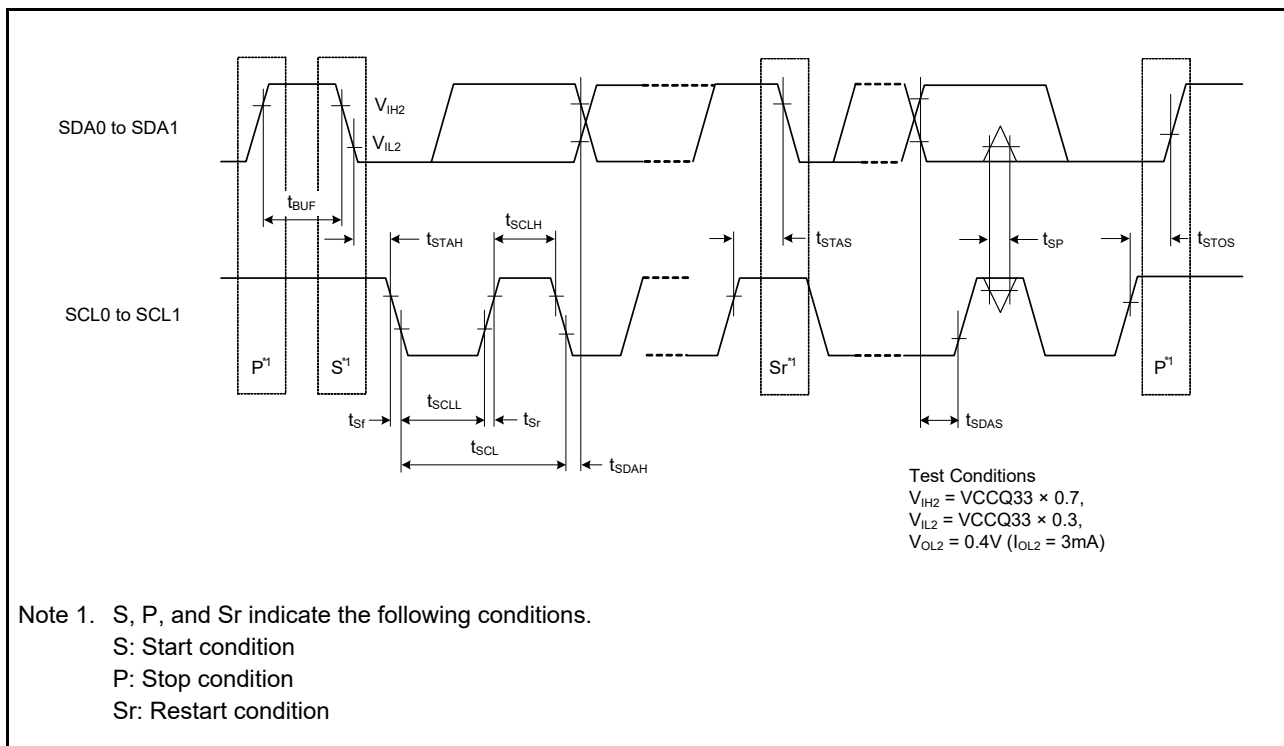 SDA0 to SDA1
VIH2
VIL2
tBUF
tSTAH
tSCLH
tSTAS
tSP
tSTOS
SCL0 to SCL1
P*1
S*1
Sr*1
P*1
tSf
tSCLL
tSr
tSCL
tSDAH
tSDAS
Test Conditions
VIH2 = VCCQ33 × 0.7,
VIL2 = VCCQ33 × 0.3,
VOL2 = 0.4V (IOL2 = 3mA)
Note 1. S, P, and Sr indicate the following conditions.
S: Start condition
P: Stop condition
Sr: Restart condition